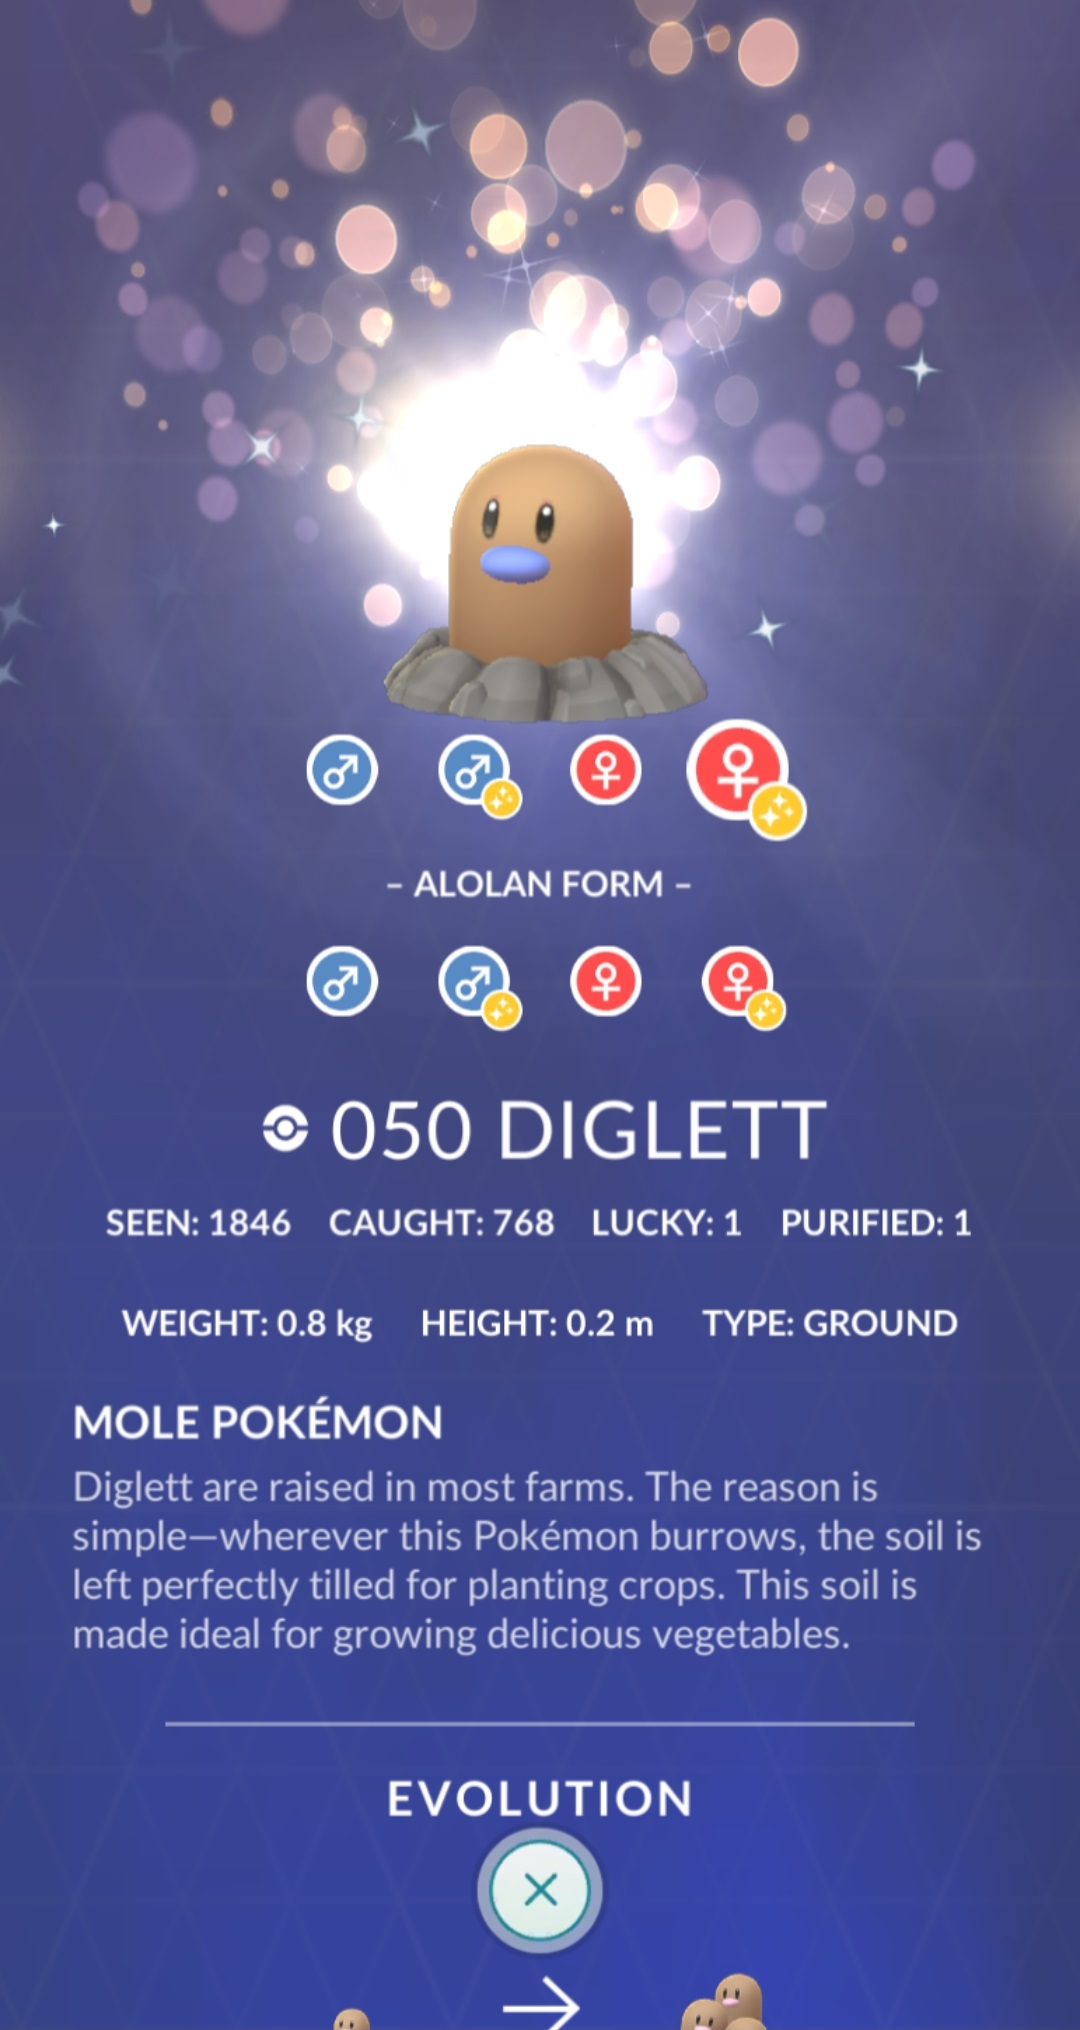 – ALOLAN FORM –
050 DIGLETT
SEEN: 1846 CAUGHT: 768 LUCKY: 1 PURIFIED: 1
WEIGHT: 0.8 kg HEIGHT: 0.2 m TYPE: GROUND
MOLE POKÉMON
Diglett are raised in most farms. The reason is
simple—wherever this Pokémon burrows, the soil is
left perfectly tilled for planting crops. This soil is
made ideal for growing delicious vegetables.
EVOLUTION